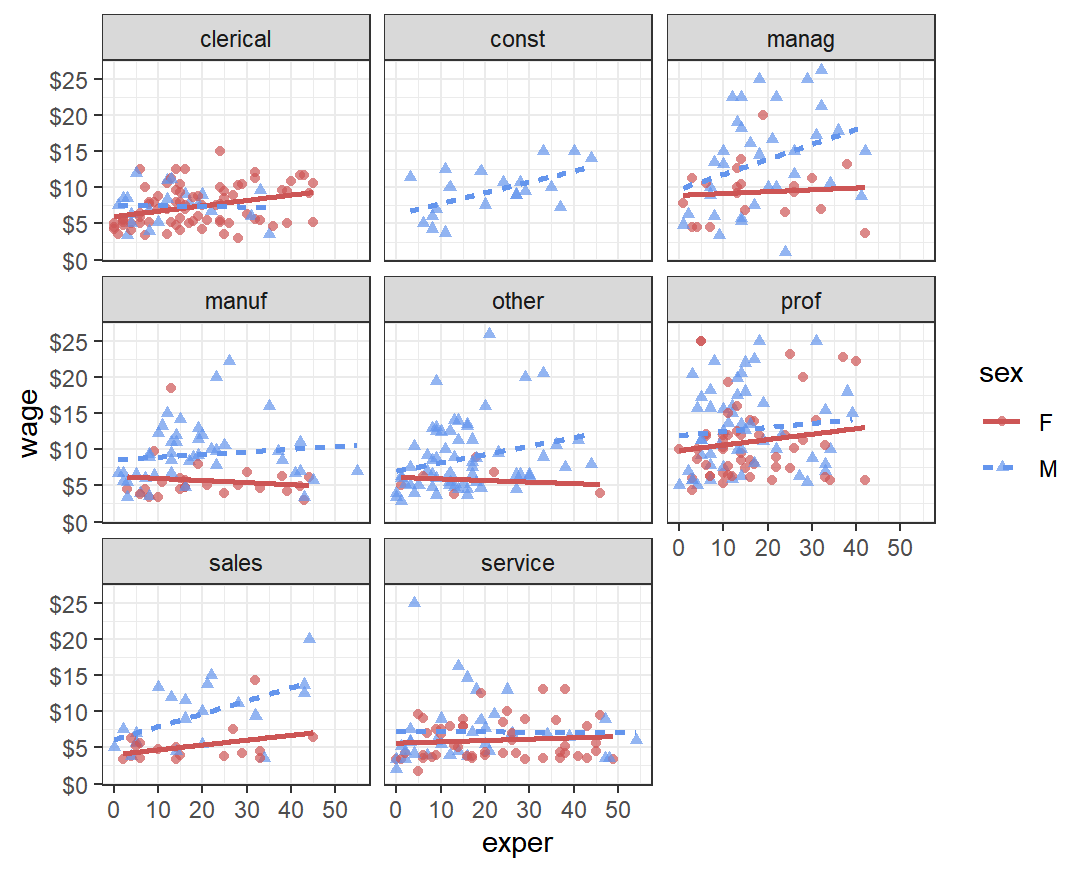 clerical const manag
$25
$20
$15
$10
$5
$0
manuf other prof
$25
$20
$15
$10
$5
$0
0 10 20 30 40 50
sales service
$25
$20
$15
$10
$5
$0
0 10 20 30 40 50 0 10 20 30 40 50
exper
wage
sex
F
M